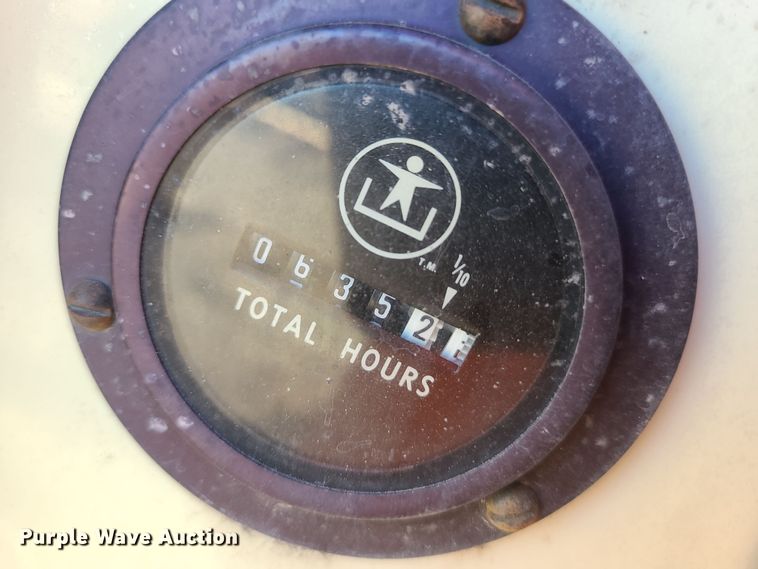 T.M.
1/10
06352
TOTAL HOURS
Purple Wave Auction